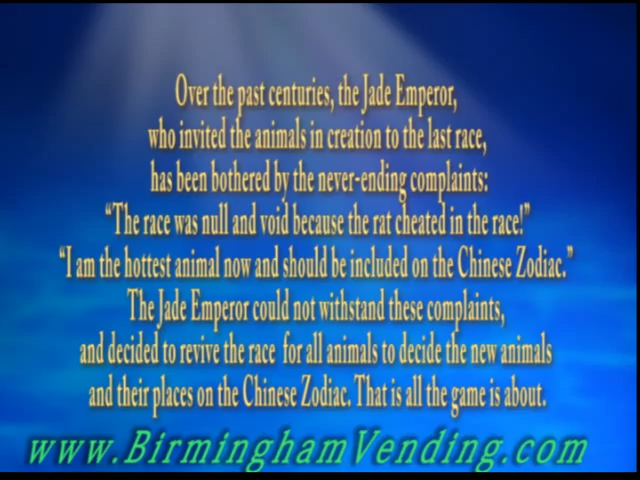 Over the past centuries, the Jade Emperor,
who invited the animals in creation to the last race,
has been bothered by the never-ending complaints:
“The race was null and void because the rat cheated in the race!”
“I am the hottest animal now and should be included on the Chinese Zodiac.”
The Jade Emperor could not withstand these complaints,
and decided to revive the race for all animals to decide the new animals
and their places on the Chinese Zodiac. That is all the game is about.
www.BirminghamVending.com